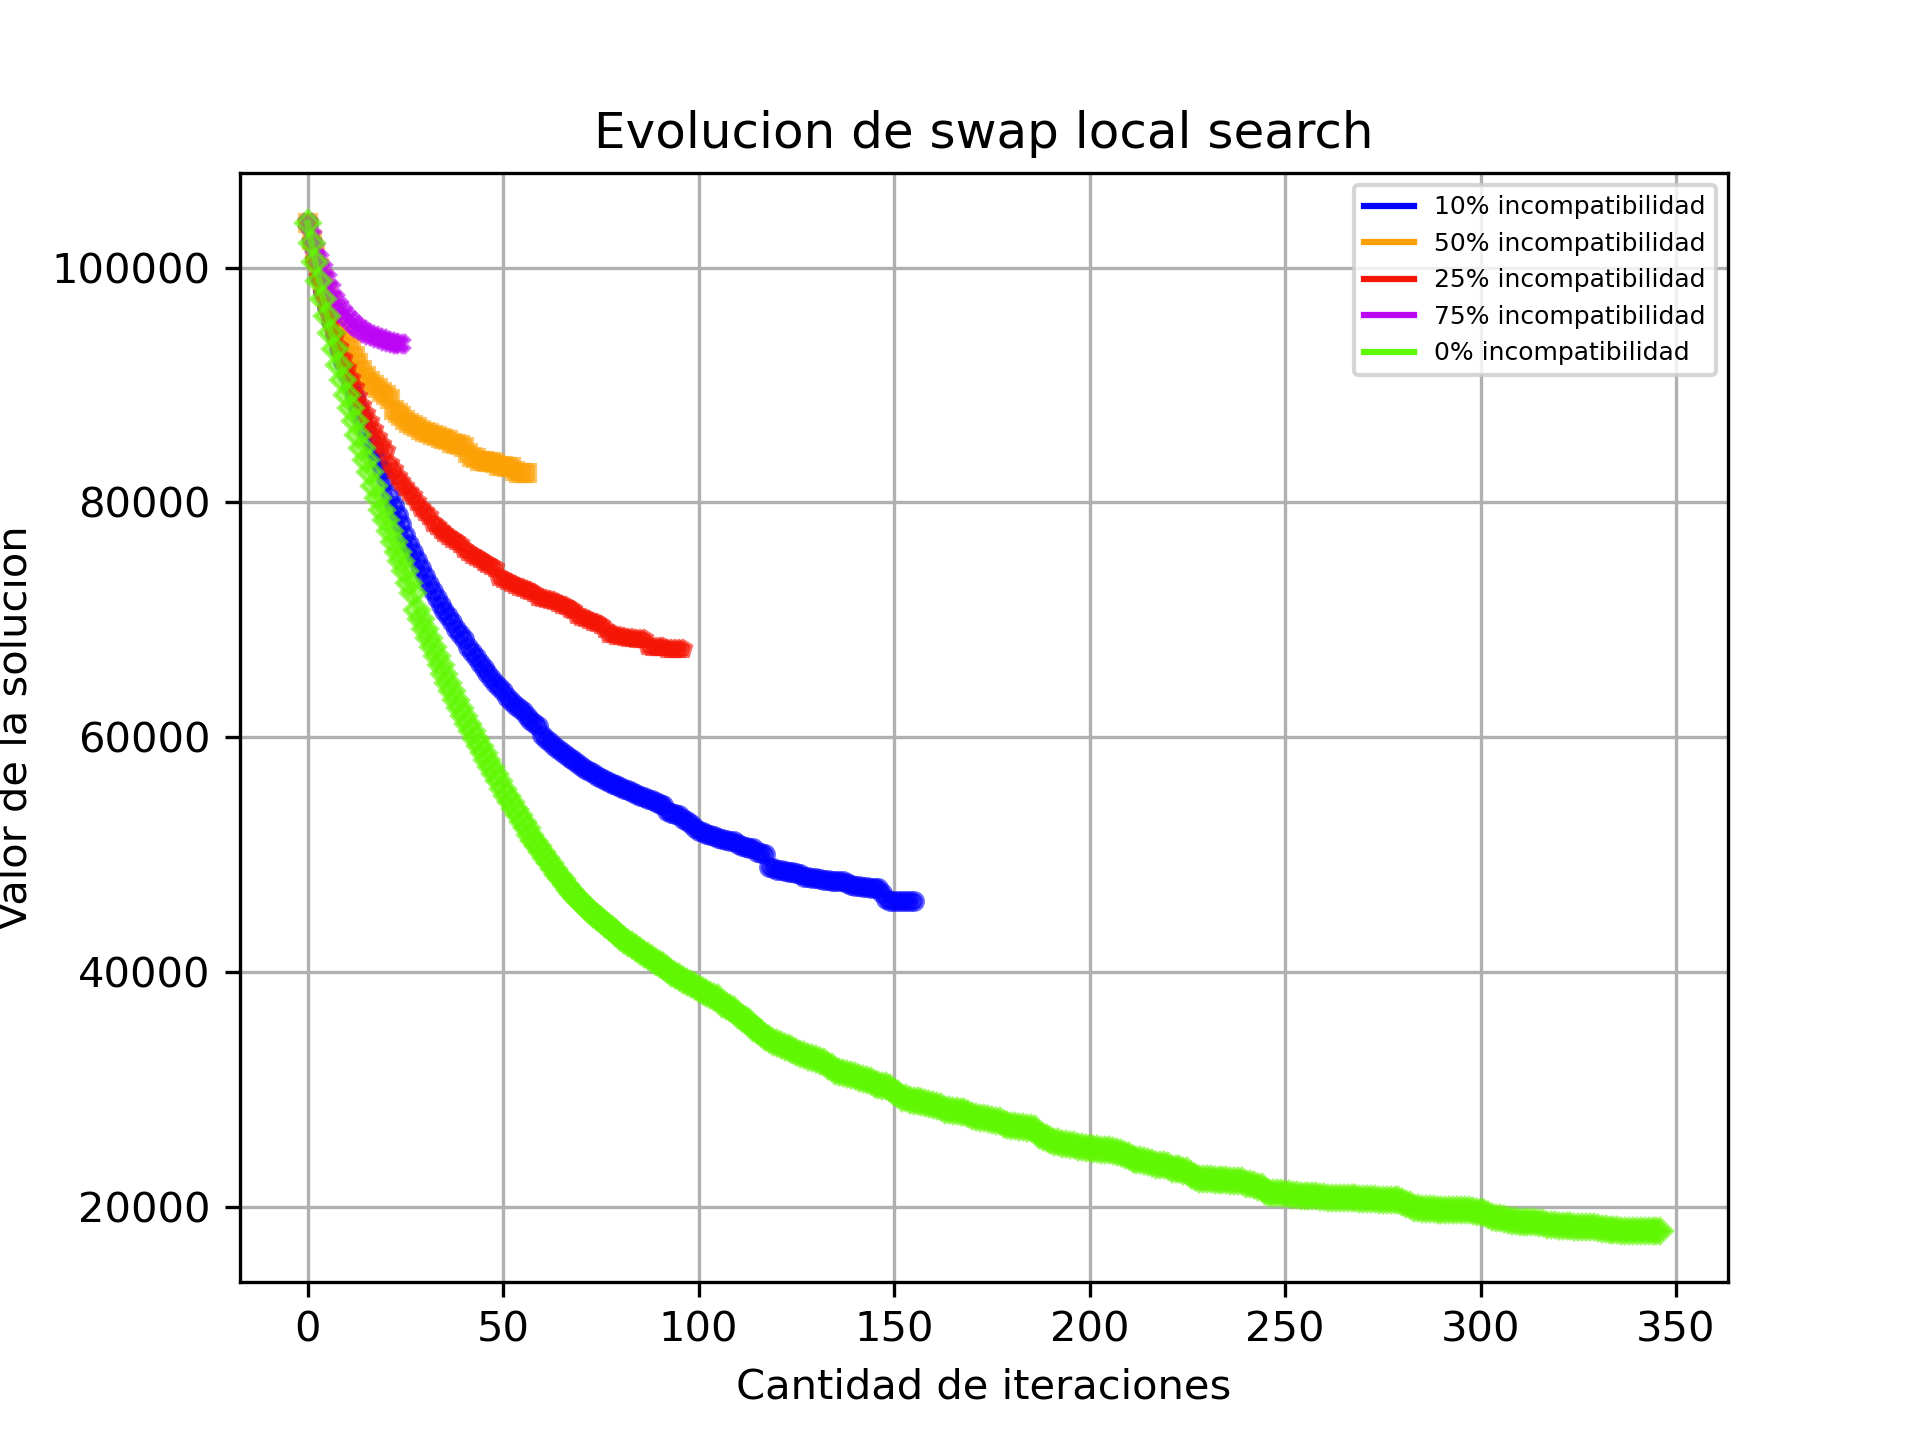 Evolucion de swap local search
10% incompatibilidad
50% incompatibilidad
25% incompatibilidad
75% incompatibilidad
0% incompatibilidad
100000
80000
60000
40000
20000
Valor de la solucion
0 50 100 150 200 250 300 350
Cantidad de iteraciones